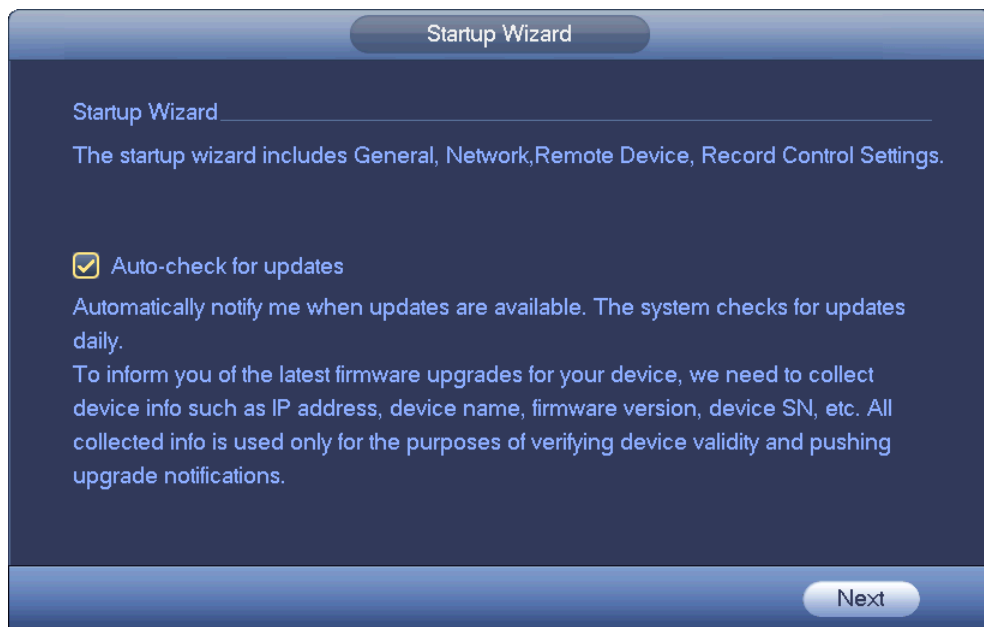 Startup Wizard
Startup Wizard
The startup wizard includes General, Network,Remote Device, Record Control Settings.
Auto-check for updates
Automatically notify me when updates are available. The system checks for updates
daily.
To inform you of the latest firmware upgrades for your device, we need to collect
device info such as IP address, device name, firmware version, device SN, etc. All
collected info is used only for the purposes of verifying device validity and pushing
upgrade notifications.
Next